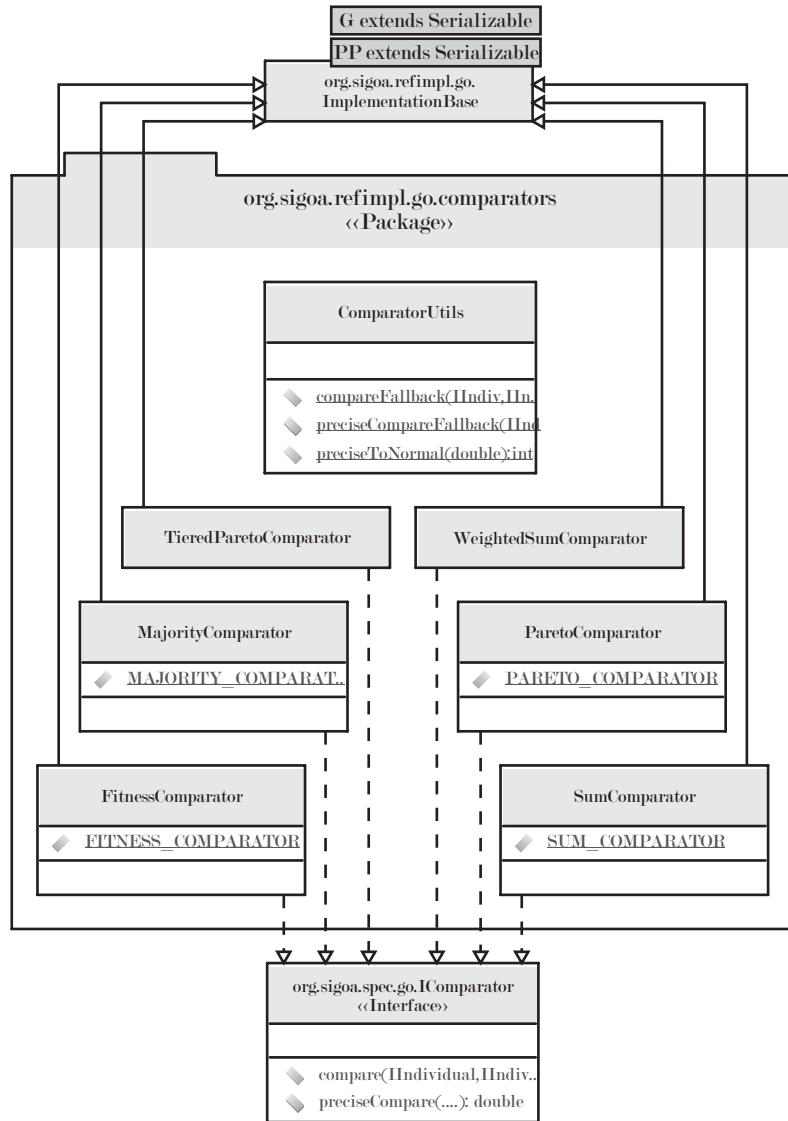 G extends Serializable
PP extends Serializable
org.sigoa.refimpl.go.
ImplementationBase
org.sigoa.refimpl.go.comparators
‹‹Package››
ComparatorUtils
compareFallback(IIndiv,IIn.
preciseCompareFallback(IInd
preciseToNormal(double):int
TieredParetoComparator
WeightedSumComparator
MajorityComparator
MAJORITY_COMPARAT..
ParetoComparator
PARETO_COMPARATOR
FitnessComparator
FITNESS_COMPARATOR
SumComparator
SUM_COMPARATOR
org.sigoa.spec.go.IComparator
‹‹Interface››
compare(IIndividual,IIndiv..
preciseCompare(....): double